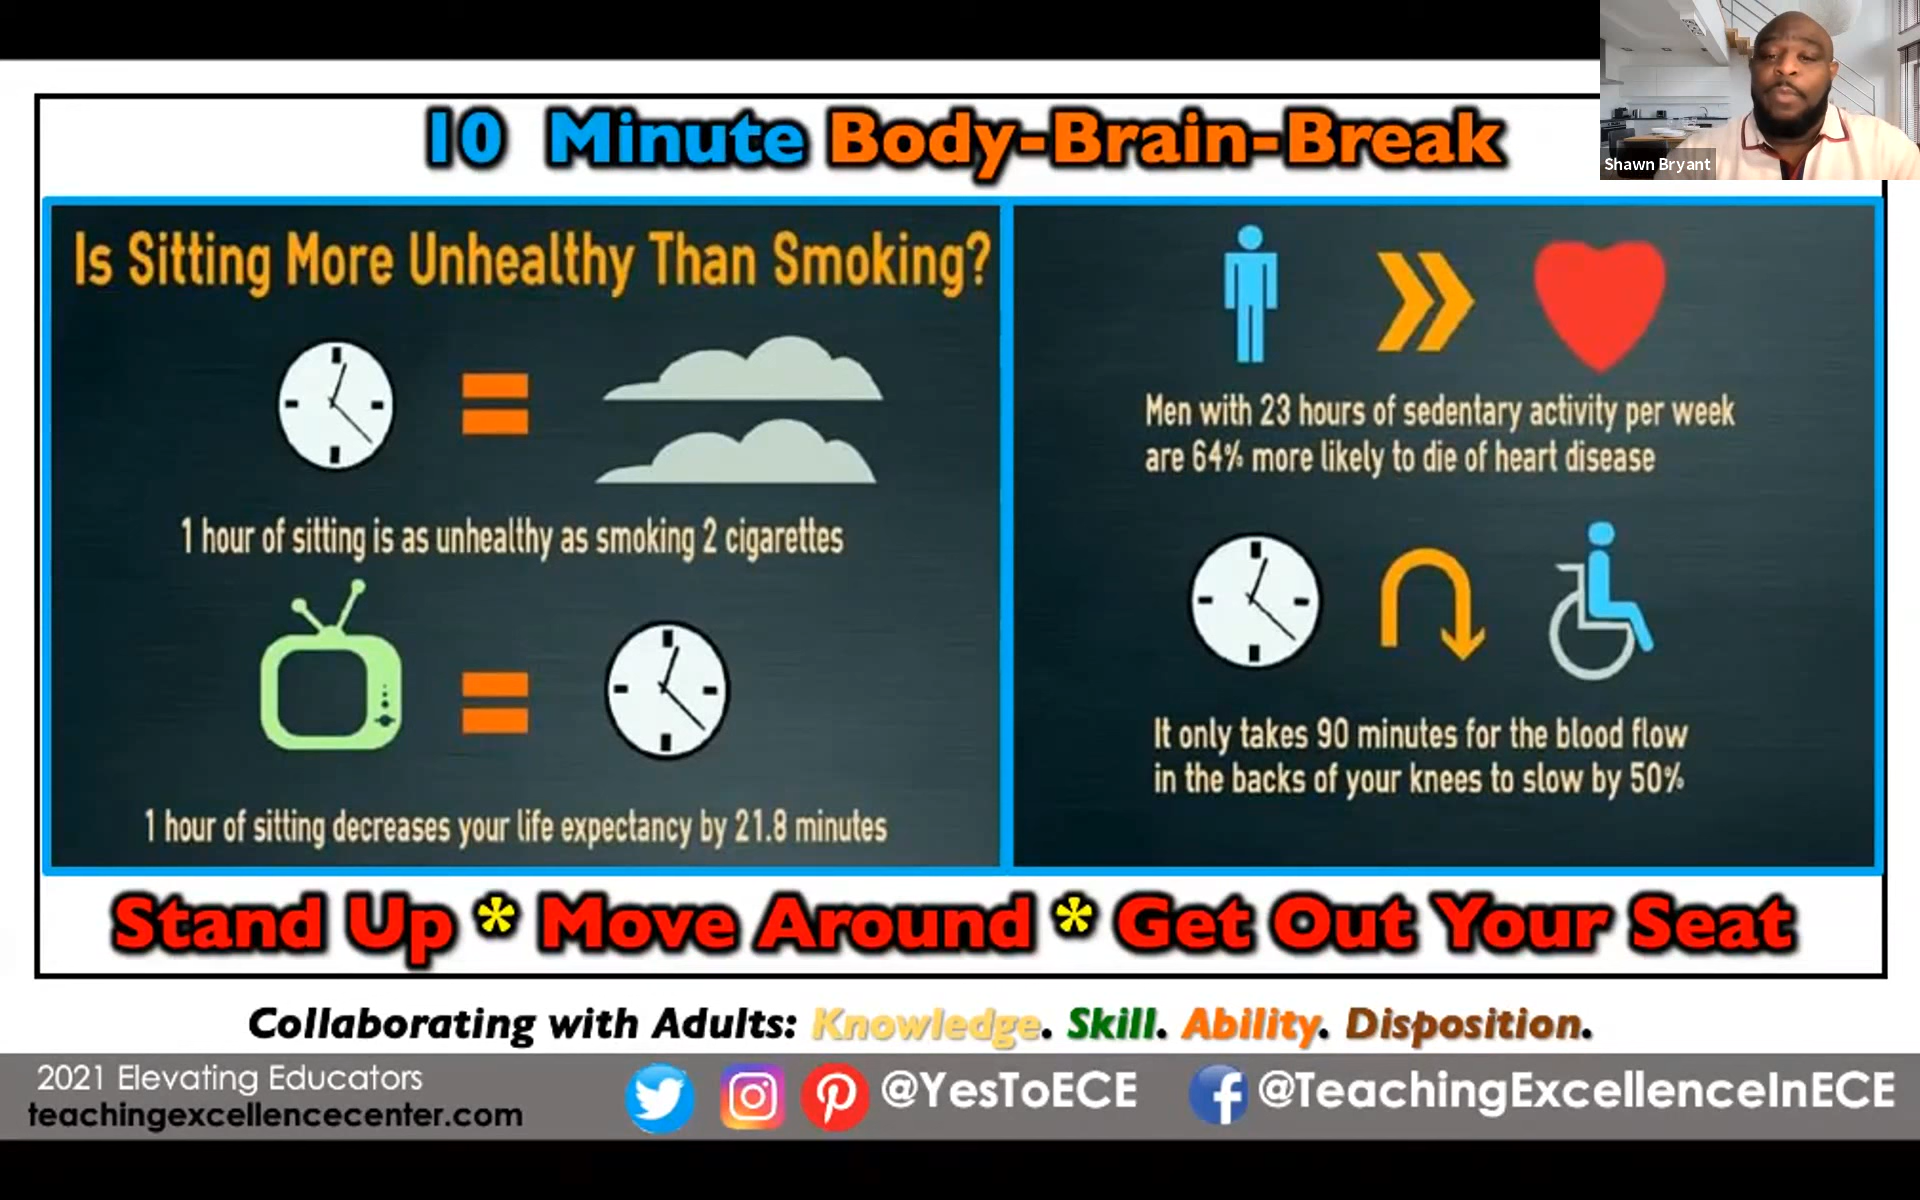 10 Minute Body-Brain-Break
Shawn Bryant
Is Sitting More Unhealthy Than Smoking?
1 hour of sitting is as unhealthy as smoking 2 cigarettes
1 hour of sitting decreases your life expectancy by 21.8 minutes
Men with 23 hours of sedentary activity per week
are 64% more likely to die of heart disease
It only takes 90 minutes for the blood flow
in the backs of your knees to slow by 50%
Stand Up * Move Around * Get Out Your Seat
Collaborating with Adults: Knowledge. Skill. Ability. Disposition.
2021 Elevating Educators
teachingexcellencecenter.com
@YesToECE
@TeachingExcellenceInECE